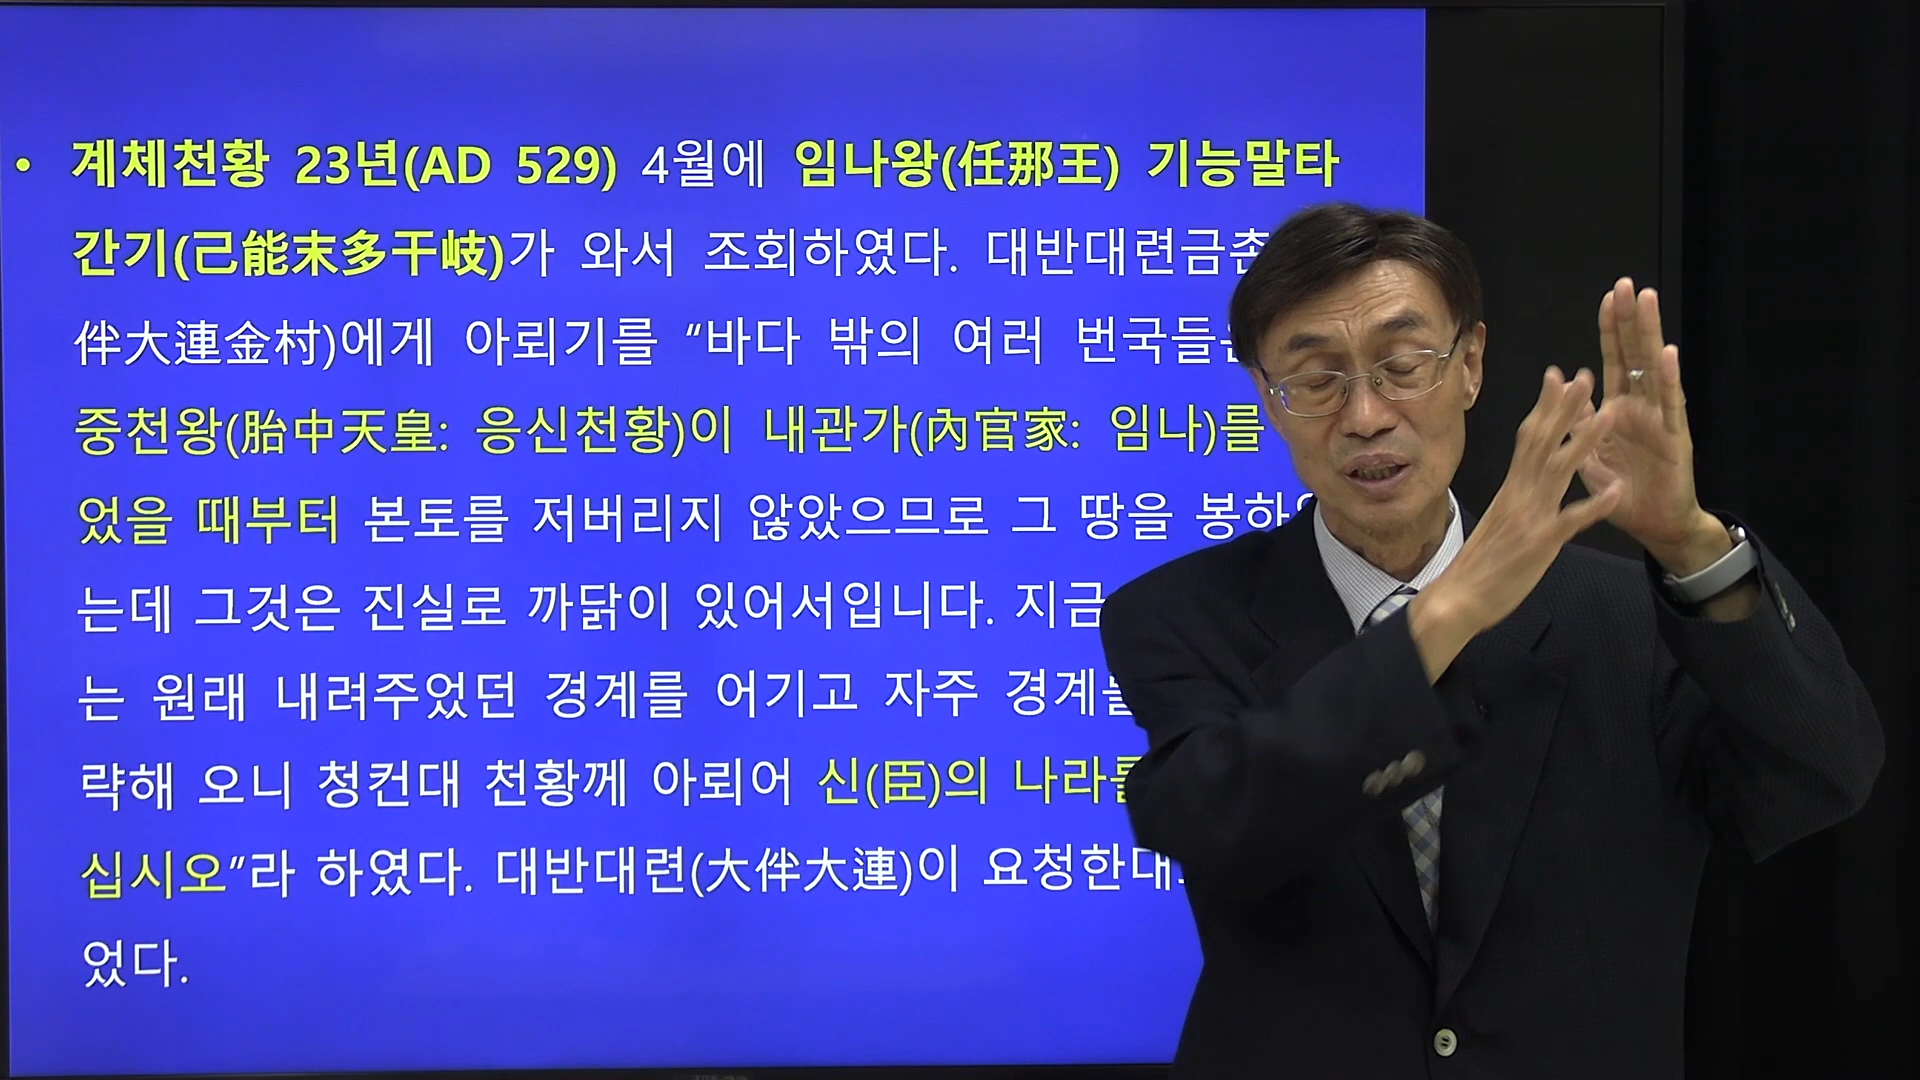 • 계체천황 23년(AD 529) 4월에 임나왕(任那王) 기능말타
간기(己能末多干岐)가 와서 조회하였다. 대반대련금촌
伴大連金村)에게 아뢰기를 “바다 밖의 여러 번국들은
중천왕(胎中天皇: 응신천황)이 내관가(內官家: 임나)를
었을 때부터 본토를 저버리지 않았으므로 그 땅을
는데 그것은 진실로 까닭이 있어서입니다. 지금
는 원래 내려주었던 경계를 어기고 자주 경계를
략해 오니 청컨대 천황께 아뢰어 신(臣)의 나라를
십시오”라 하였다. 대반대련(大伴大連)이 요청한대로
었다.